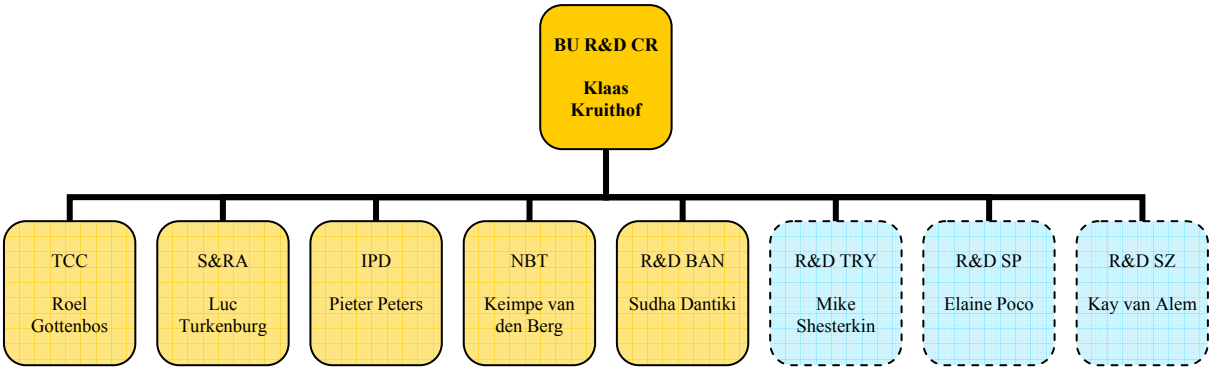 BU R&D CR
Klaas
Kruithof
TCC
Roel
Gottenbos
S&RA
Luc
Turkenburg
IPD
Pieter Peters
NBT
Keimpe van
den Berg
R&D BAN
Sudha Dantiki
R&D TRY
Mike
Shesterkin
R&D SP
Elaine Poco
R&D SZ
Kay van Alem